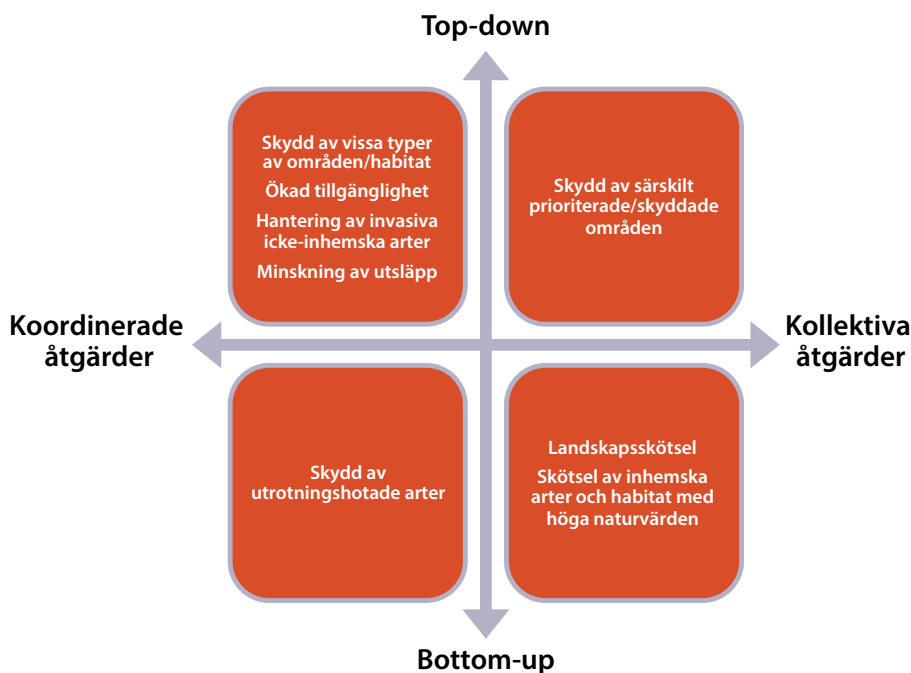 Top-down
Skydd av vissa typer
av områden/habitat
Ökad tillgänglighet
Hantering av invasiva
icke-inhemska arter
Minskning av utsläpp
Skydd av särskilt
prioriterade/skyddade
områden
Koordinerade
åtgärder
Kollektiva
åtgärder
Skydd av
utrotningshotade arter
Landskapsskötsel
Skötsel av inhemska
arter och habitat med
höga naturvärden
Bottom-up